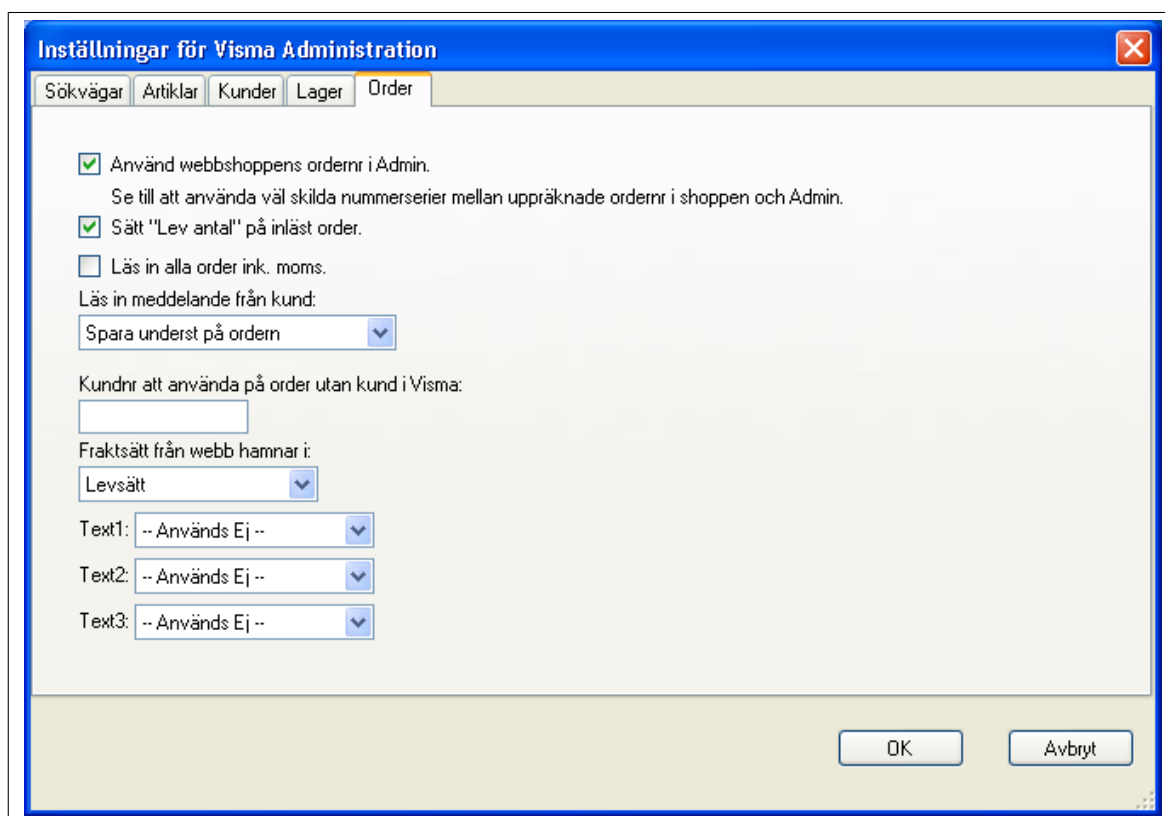 Inställningar för Visma Administration
Sökvägar Artiklar Kunder Lager Order
Använd webbshoppens ordernr i Admin.
Se till att använda väl skilda nummerserier mellan uppräknade ordernr i shoppen och Admin.
Sätt "Lev antal" på inläst order.
Läs in alla order ink. moms.
Läs in meddelande från kund:
Spara underst på ordern
Kundnr att använda på order utan kund i Visma:
Fraktsätt från webb hamnar i:
Levsätt
Text1: -- Används Ej --
Text2: -- Används Ej --
Text3: -- Används Ej --
OK Avbryt